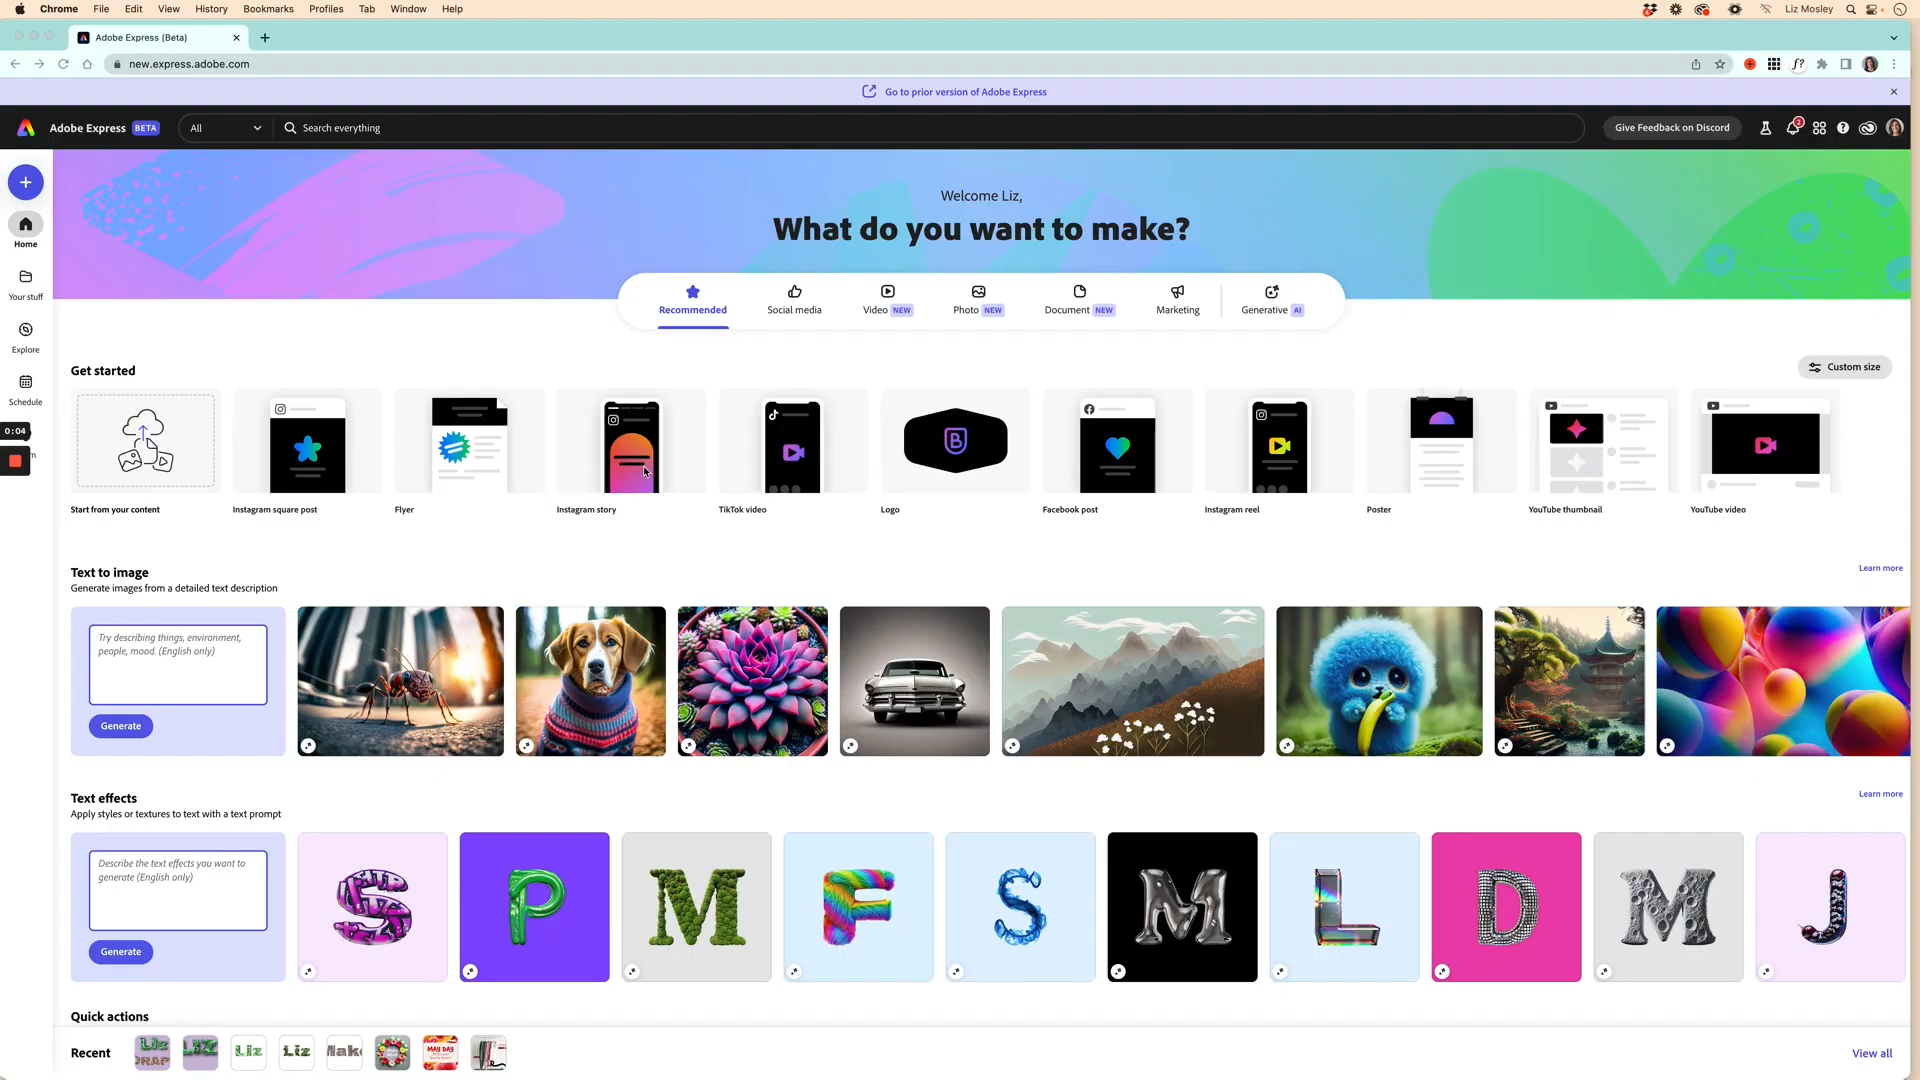 Chrome File Edit View History Bookmarks Profiles Tab Window Help Liz Mosley
Adobe Express (Beta)
new.express.adobe.com
Go to prior version of Adobe Express
Adobe Express BETA All Search everything Give Feedback on Discord 2
Welcome Liz,
What do you want to make?
Home
Your stuff
Explore
Schedule
0:04
Recommended Social media Video NEW Photo NEW Document NEW Marketing Generative AI
Get started Custom size
Start from your content Instagram square post Flyer Instagram story TikTok video Logo Facebook post Instagram reel Poster YouTube thumbnail YouTube video
Text to image Learn more
Generate images from a detailed text description
Try describing things, environment,
people, mood. (English only)
Generate
Text effects Learn more
Apply styles or textures to text with a text prompt
Describe the text effects you want to
generate (English only)
Generate
S P M F S M L D M J
Quick actions
Recent Liz LIZ Liz Liz MAY DAY View all